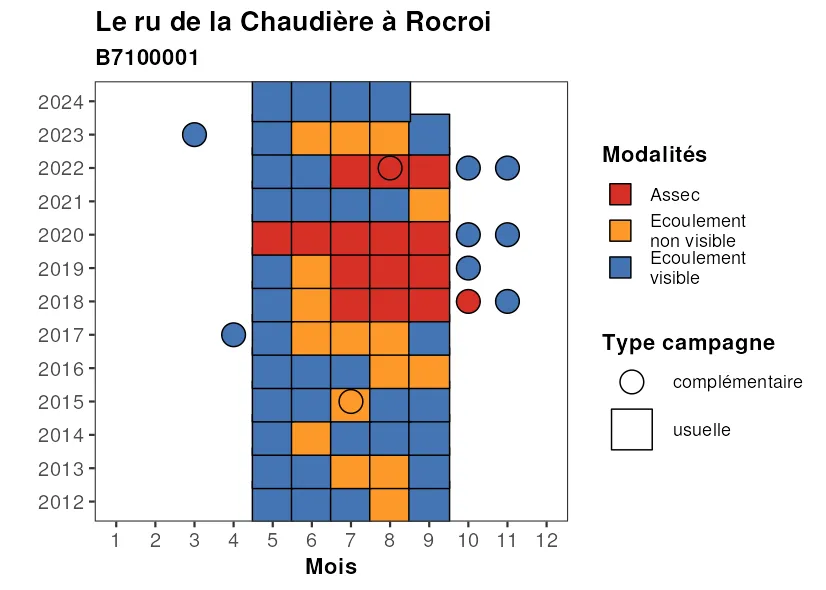 Le ru de la Chaudière à Rocroi
B7100001
2024
2023
2022
2021
2020
2019
2018
2017
2016
2015
2014
2013
2012
1 2 3 4 5 6 7 8 9 10 11 12
Mois
Modalités
Assec
Ecoulement
non visible
Ecoulement
visible
Type campagne
complémentaire
usuelle